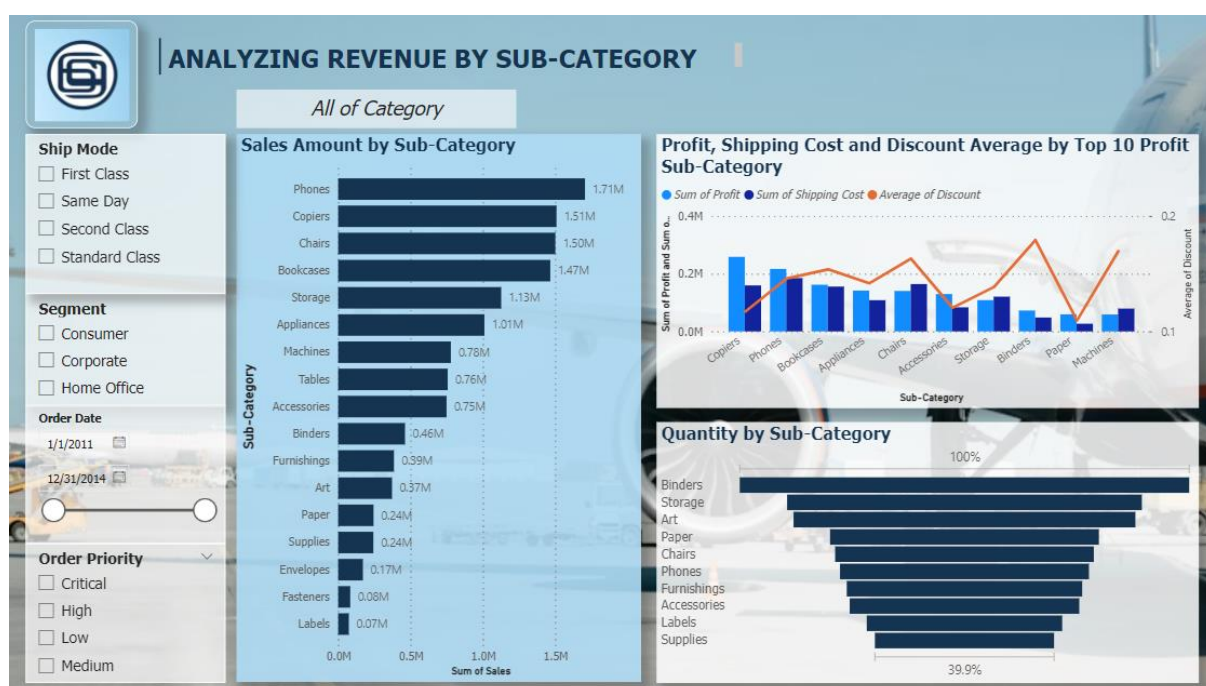 ANALYZING REVENUE BY SUB-CATEGORY
All of Category
Ship Mode
First Class
Same Day
Second Class
Standard Class
Segment
Consumer
Corporate
Home Office
Order Date
1/1/2011
12/31/2014
Order Priority
Critical
High
Low
Medium
Sales Amount by Sub-Category
Sub-Category
Phones 1.71M
Copiers 1.51M
Chairs 1.50M
Bookcases 1.47M
Storage 1.13M
Appliances 1.01M
Machines 0.78M
Tables 0.76M
Accessories 0.75M
Binders 0.46M
Furnishings 0.39M
Art 0.37M
Paper 0.24M
Supplies 0.24M
Envelopes 0.17M
Fasteners 0.08M
Labels 0.07M
0.0M 0.5M 1.0M 1.5M
Sum of Sales
Profit, Shipping Cost and Discount Average by Top 10 Profit
Sub-Category
Sum of Profit Sum of Shipping Cost Average of Discount
Sum of Profit and Sum o...
0.4M 0.2
0.2M
0.0M 0.1
Average of Discount
Copiers Phones Bookcases Appliances Chairs Accessories Storage Binders Paper Machines
Sub-Category
Quantity by Sub-Category
100%
Binders
Storage
Art
Paper
Chairs
Phones
Furnishings
Accessories
Labels
Supplies
39.9%